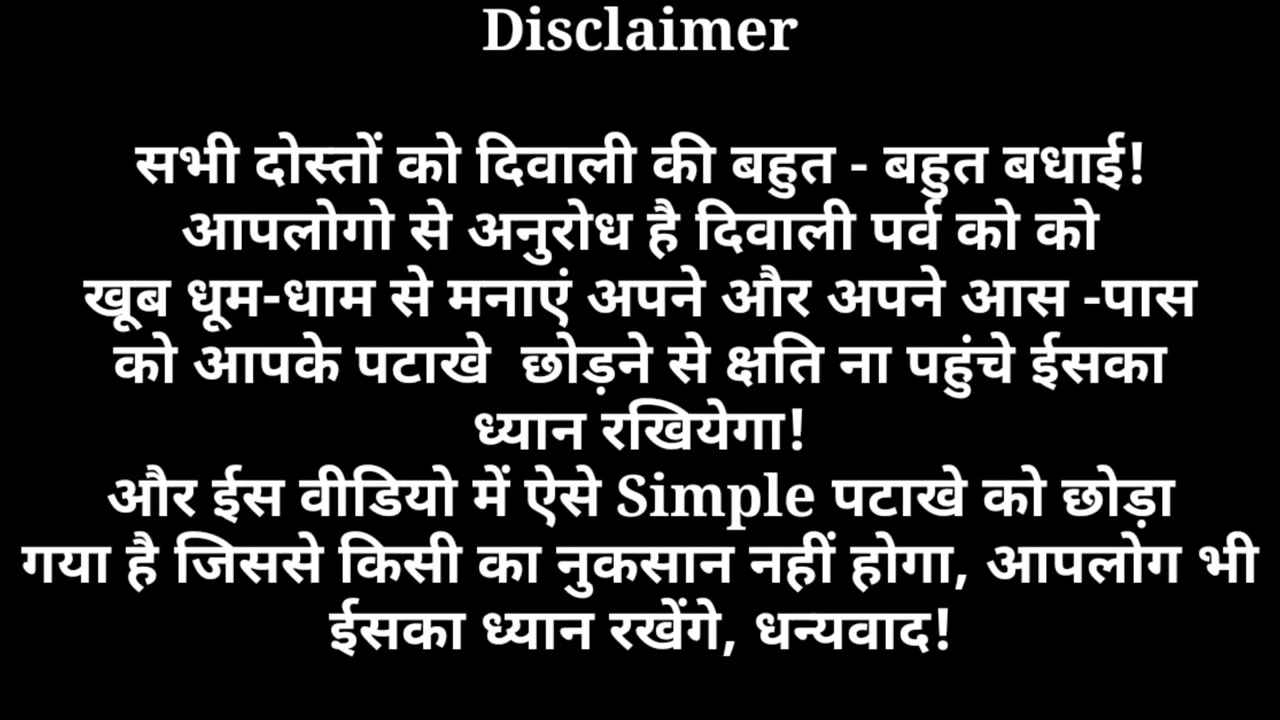 Disclaimer
सभी दोस्तों को दिवाली की बहुत - बहुत बधाई!
आपलोगो से अनुरोध है दिवाली पर्व को को
खूब धूम-धाम से मनाएं अपने और अपने आस -पास
को आपके पटाखे  छोड़ने से क्षति ना पहुंचे ईसका
ध्यान रखियेगा!
और ईस वीडियो में ऐसे Simple पटाखे को छोड़ा
गया है जिससे किसी का नुकसान नहीं होगा, आपलोग भी
ईसका ध्यान रखेंगे, धन्यवाद!